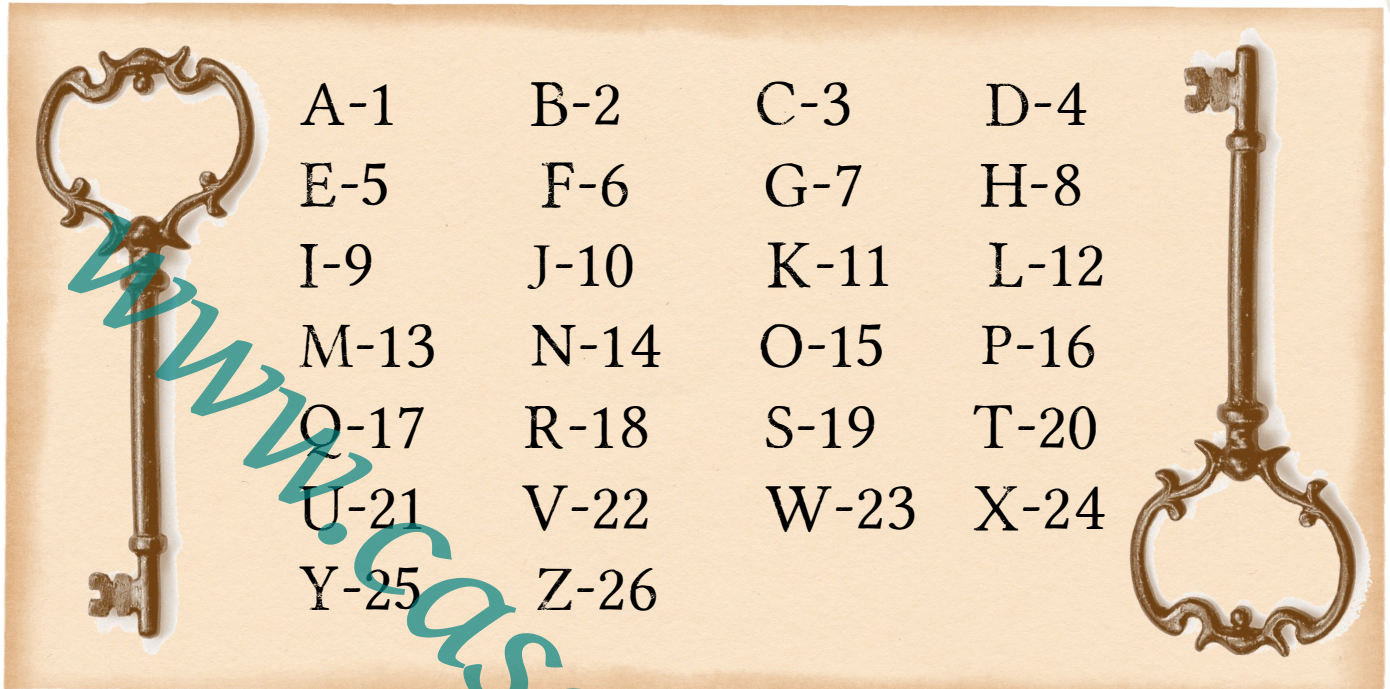 A-1 B-2 C-3 D-4
E-5 F-6 G-7 H-8
I-9 J-10 K-11 L-12
M-13 N-14 O-15 P-16
Q-17 R-18 S-19 T-20
U-21 V-22 W-23 X-24
Y-25 Z-26
www.cas